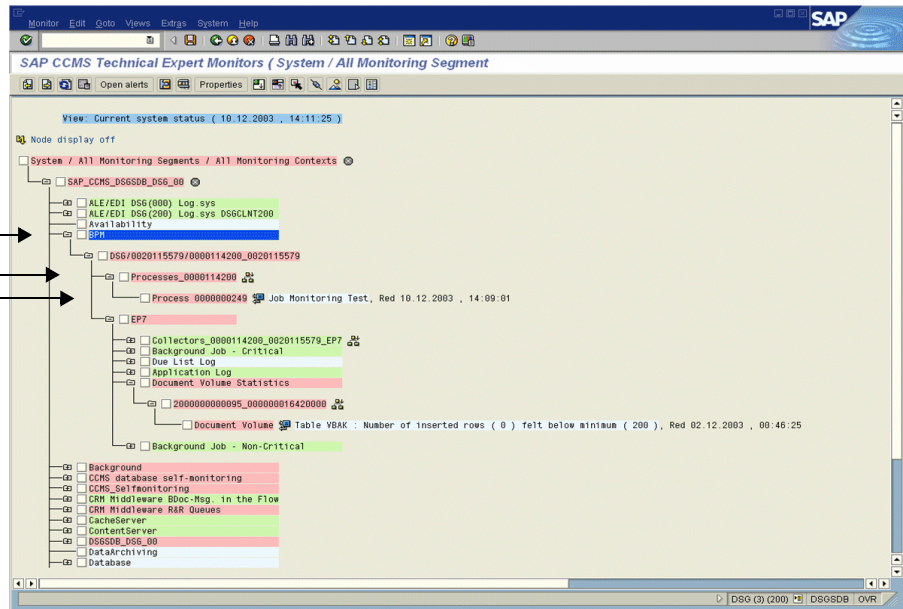 Monitor Edit Goto Views Extras System Help
SAP
SAP CCMS Technical Expert Monitors ( System / All Monitoring Segment
Open alerts Properties
View: Current system status ( 10.12.2003 , 14:11:25 )
Node display off
System / All Monitoring Segments / All Monitoring Contexts
SAP_CCMS_DSGSDB_DSG_00
ALE/EDI DSG(000) Log.sys
ALE/EDI DSG(200) Log.sys DSGCLNT200
Availability
BPM
DSG/0020115579/0000114200_0020115579
Processes_0000114200
Process 0000000249 Job Monitoring Test, Red 10.12.2003 , 14:09:01
EP7
Collectors_0000114200_0020115579_EP7
Background Job - Critical
Due List Log
Application Log
Document Volume Statistics
2000000000095_000000016420000
Document Volume Table VBAK : Number of inserted rows ( 0 ) felt below minimum ( 200 ), Red 02.12.2003 , 00:46:25
Background Job - Non-Critical
Background
CCMS database self-monitoring
CCMS_Selfmonitoring
CRM Middleware BDoc-Msg. in the Flow
CRM Middleware R&R Queues
CacheServer
ContentServer
DSGSDB_DSG_00
DataArchiving
Database
DSG (3) (200) DSGSDB OVR